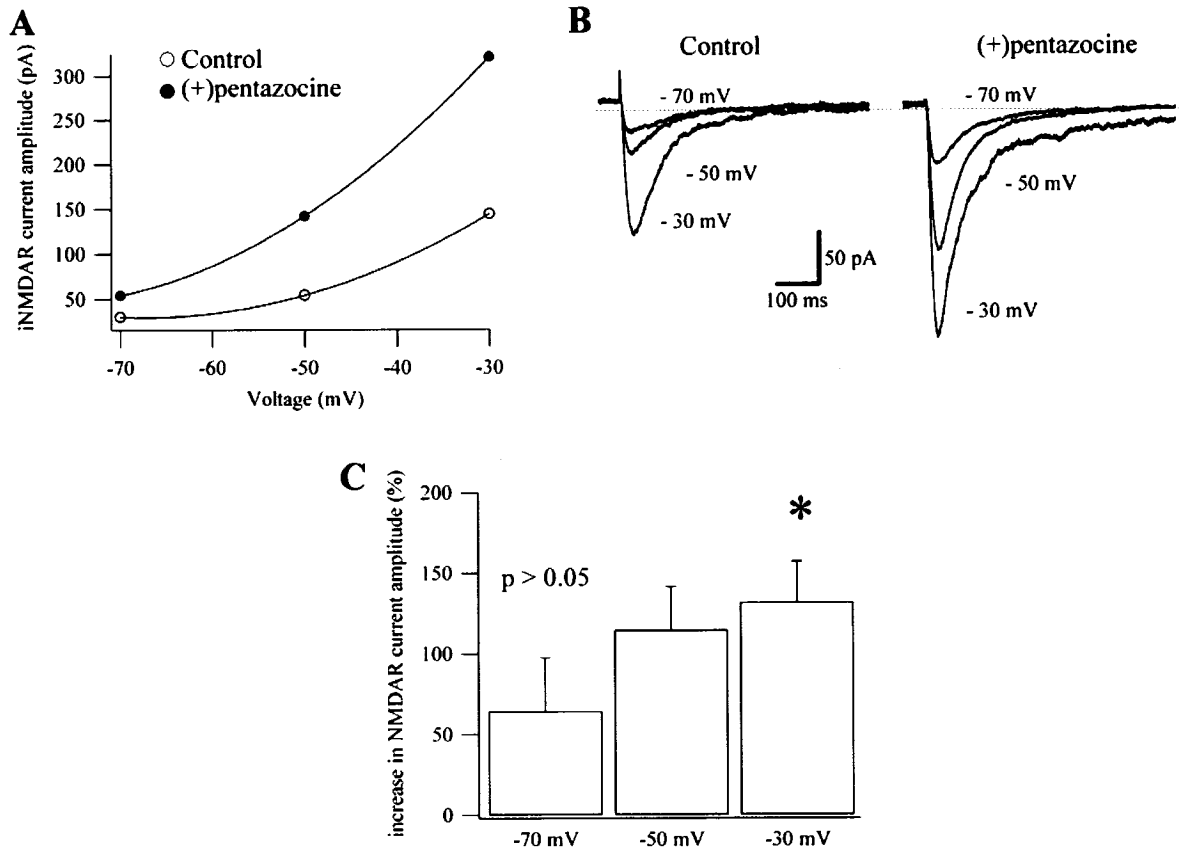 A
iNMDAR current amplitude (pA)
300
250
200
150
100
50
Control
(+)pentazocine
-70
-60
-50
-40
-30
Voltage (mV)
B
Control
- 70 mV
- 50 mV
- 30 mV
50 pA
100 ms
(+)pentazocine
- 70 mV
- 50 mV
- 30 mV
C
increase in NMDAR current amplitude (%)
200
150
100
50
0
p > 0.05
*
-70 mV
-50 mV
-30 mV